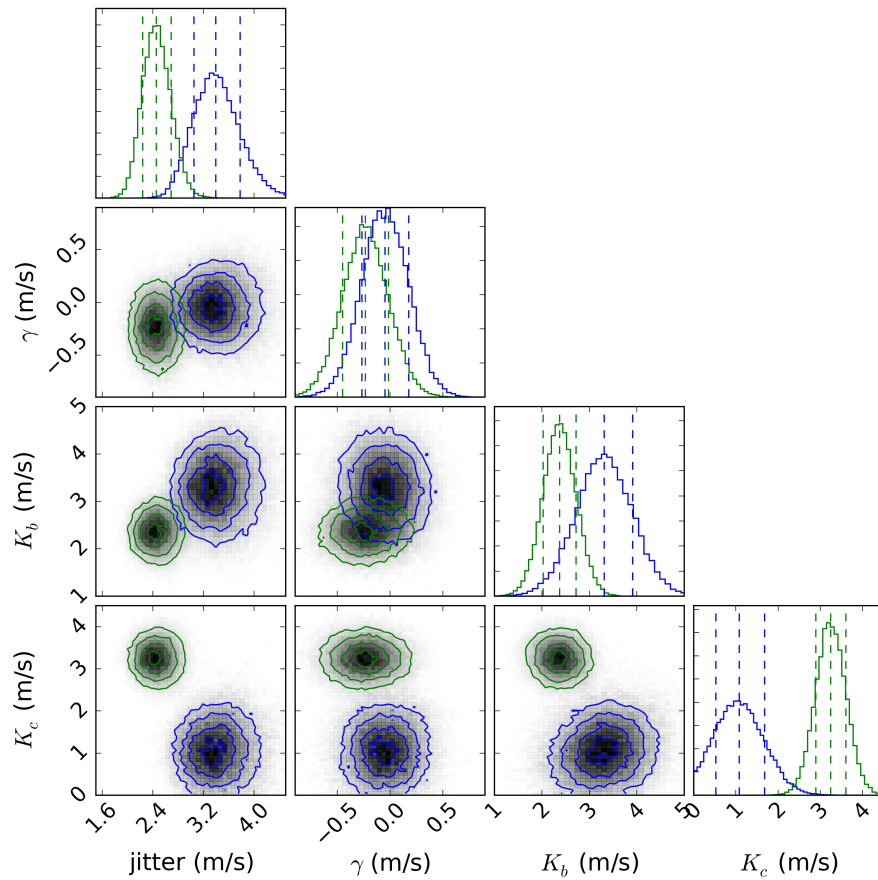 γ (m/s)
0.5
0.0
−0.5
K_b (m/s)
5
4
3
2
1
K_c (m/s)
4
3
2
1
0
1.6 2.4 3.2 4.0
−0.5 0.0 0.5
1 2 3 4 5
0 1 2 3 4
jitter (m/s) γ (m/s) K_b (m/s) K_c (m/s)